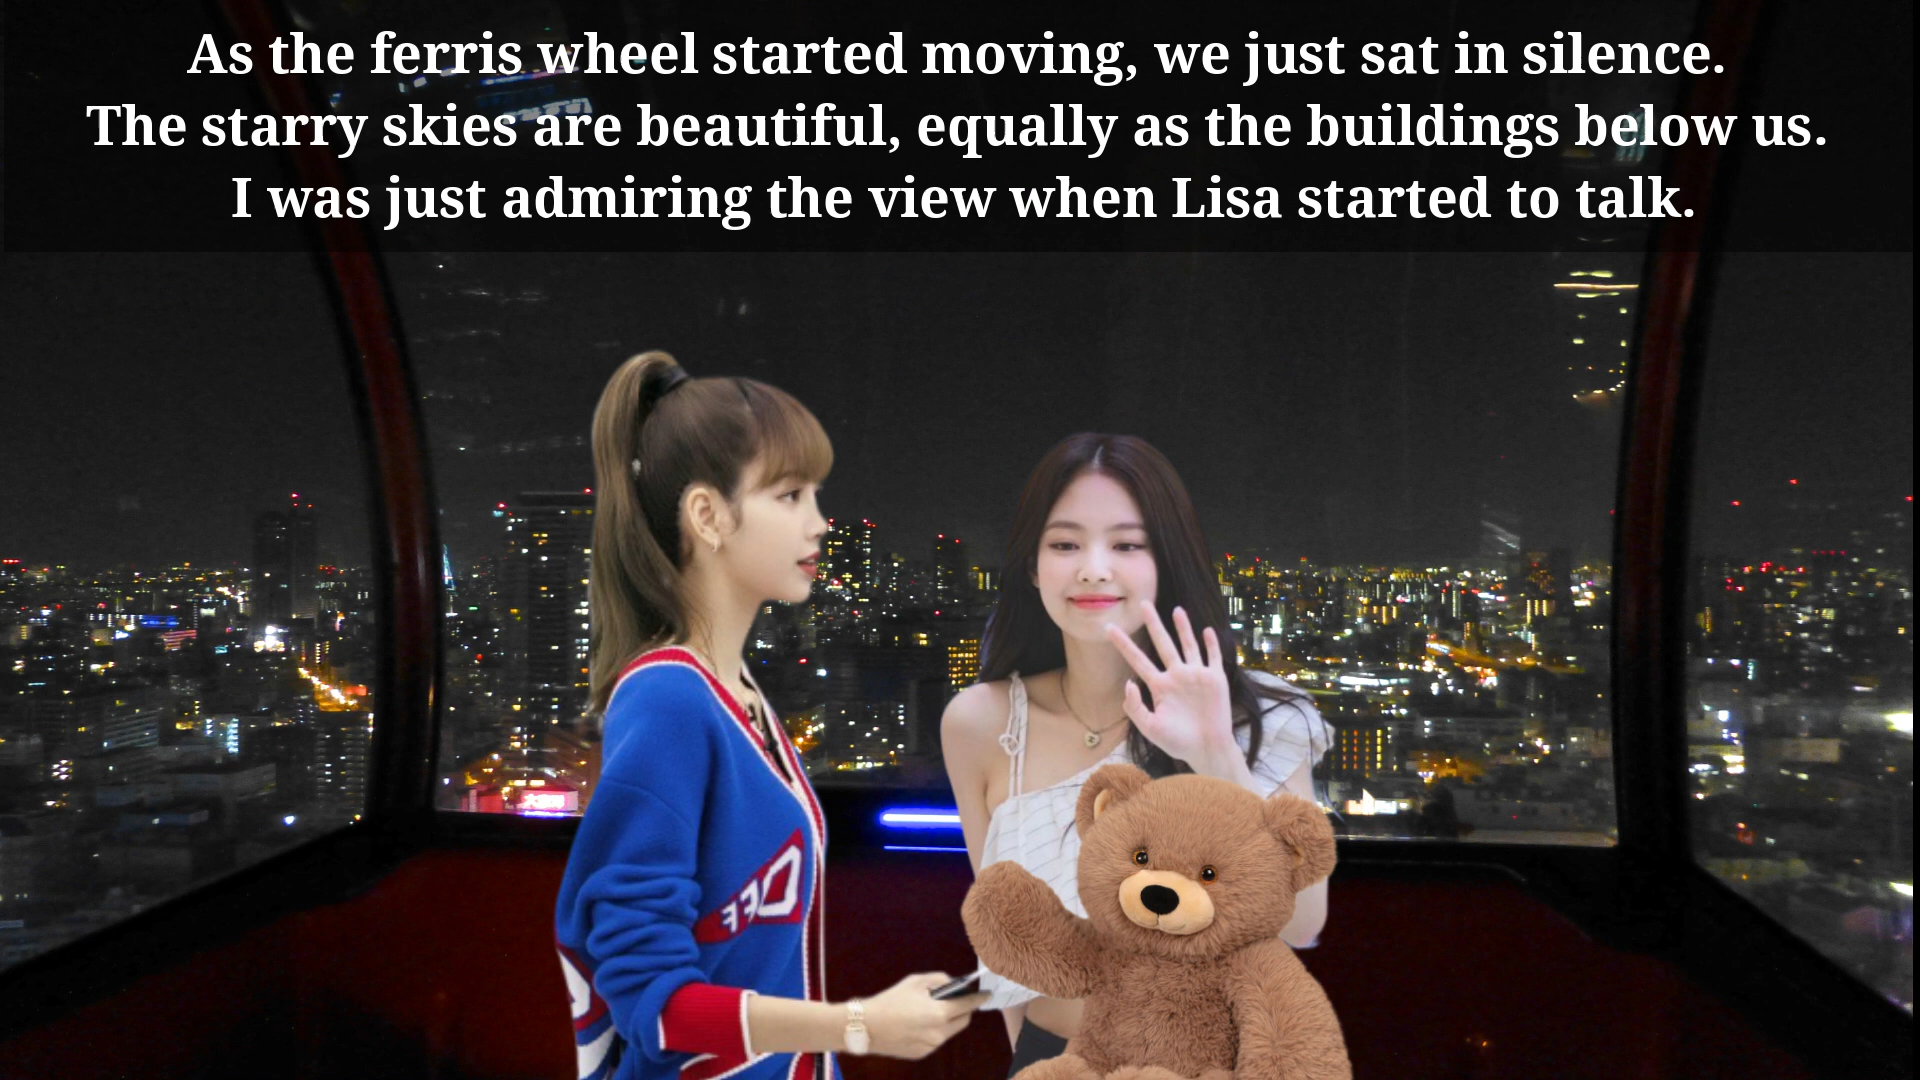 As the ferris wheel started moving, we just sat in silence.
The starry skies are beautiful, equally as the buildings below us.
I was just admiring the view when Lisa started to talk.